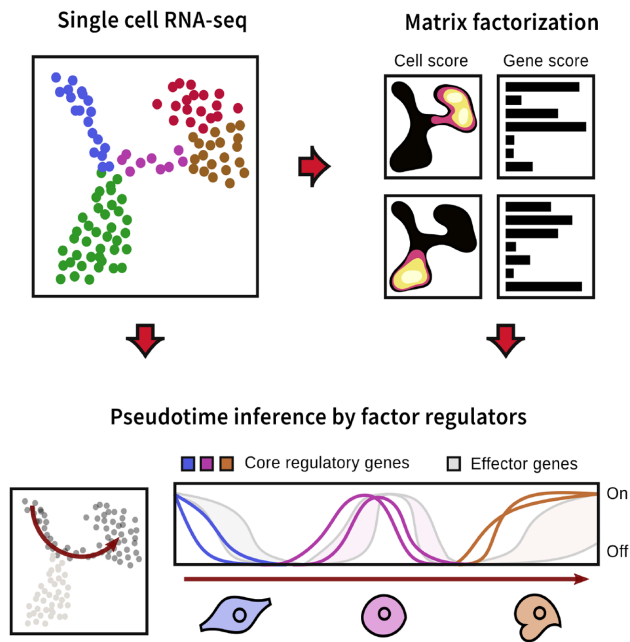 Single cell RNA-seq
Matrix factorization
Cell score
Gene score
Pseudotime inference by factor regulators
Core regulatory genes
Effector genes
On
Off